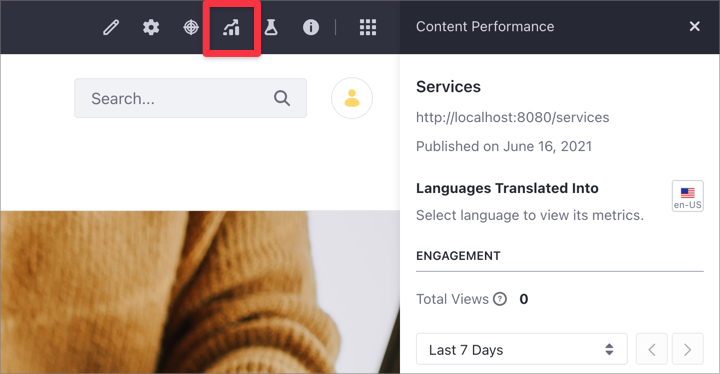 Content Performance
Search...
Services
http://localhost:8080/services
Published on June 16, 2021
Languages Translated Into
en-US
Select language to view its metrics.
ENGAGEMENT
Total Views ? 0
Last 7 Days